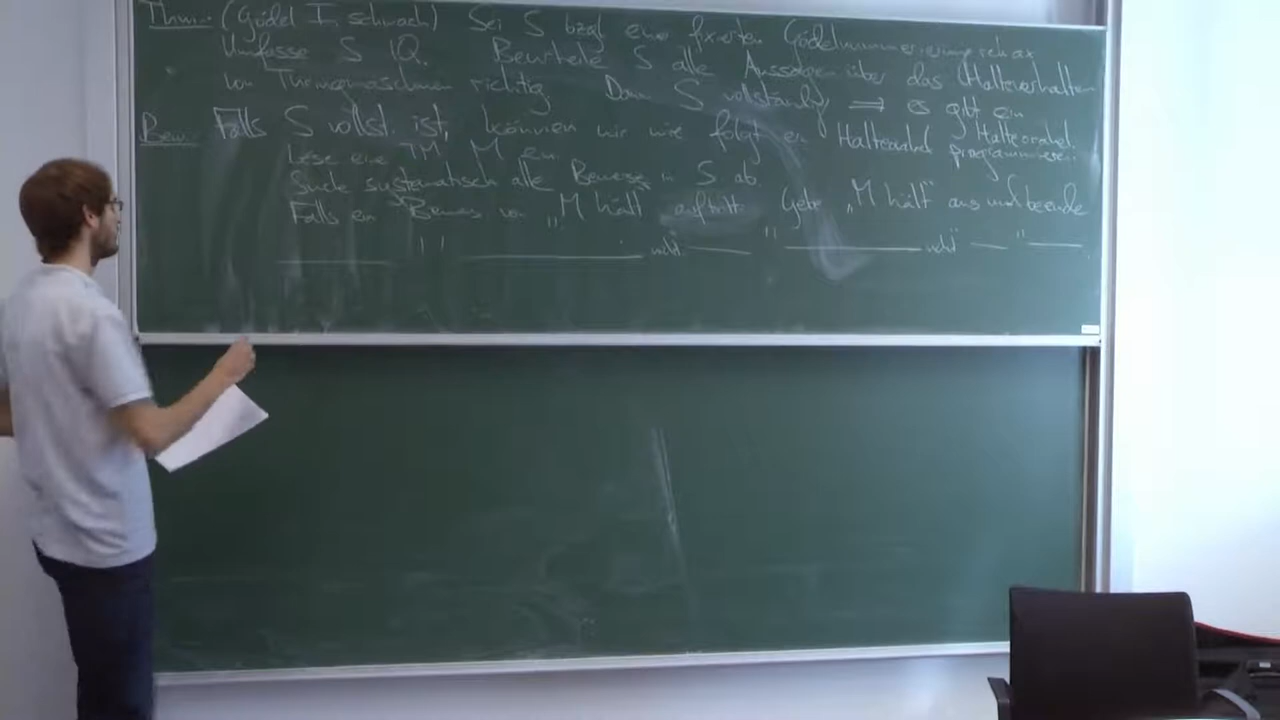 Thm.: (Gödel I, schwach) Sei S bzgl. einer fixierten Gödelnummerierung
Umfasse S Q. Beurteile S alle Aussagen über das Halteverhalten
von Turingmaschinen richtig. Dann S vollständig ⟹ es gibt ein
Halteorakel.
Bew. Falls S vollst. ist, können wir wie folgt ein Halteorakel programmieren:
Lese eine TM M ein.
Suche systematisch alle Beweise in S ab.
Falls ein Beweis von „M hält" auftritt: Gebe „M hält" aus und beende
" ——— nicht ——— " ——— nicht" ——— " ———